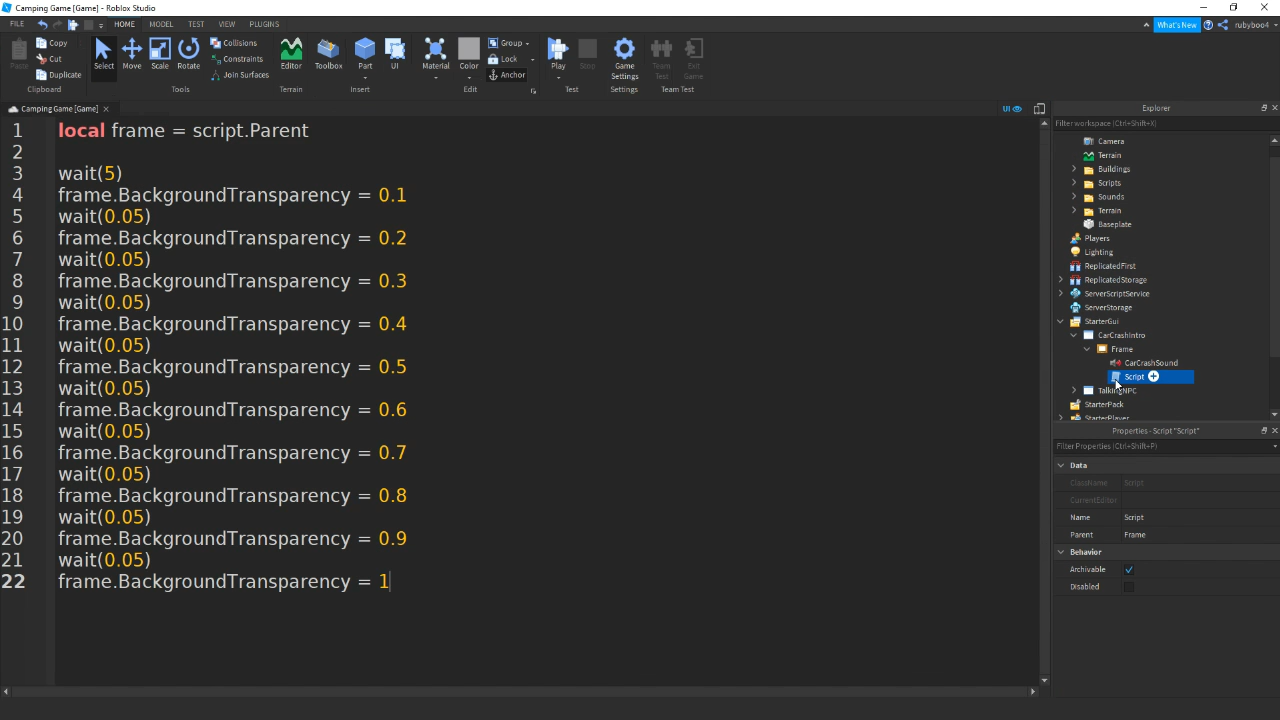 Camping Game [Game] - Roblox Studio
FILE HOME MODEL TEST VIEW PLUGINS What's New rubyboo4
Paste Copy Cut Duplicate Select Move Scale Rotate Collisions Constraints Join Surfaces Editor Toolbox Part UI Material Color Group Lock Anchor Play Stop Game Settings Team Test Exit Game
Clipboard Tools Terrain Insert Edit Test Settings Team Test
Camping Game [Game] UI
1 local frame = script.Parent
2
3 wait(5)
4 frame.BackgroundTransparency = 0.1
5 wait(0.05)
6 frame.BackgroundTransparency = 0.2
7 wait(0.05)
8 frame.BackgroundTransparency = 0.3
9 wait(0.05)
10 frame.BackgroundTransparency = 0.4
11 wait(0.05)
12 frame.BackgroundTransparency = 0.5
13 wait(0.05)
14 frame.BackgroundTransparency = 0.6
15 wait(0.05)
16 frame.BackgroundTransparency = 0.7
17 wait(0.05)
18 frame.BackgroundTransparency = 0.8
19 wait(0.05)
20 frame.BackgroundTransparency = 0.9
21 wait(0.05)
22 frame.BackgroundTransparency = 1
Explorer
Filter workspace (Ctrl+Shift+X)
Camera
Terrain
Buildings
Scripts
Sounds
Terrain
Baseplate
Players
Lighting
ReplicatedFirst
ReplicatedStorage
ServerScriptService
ServerStorage
StarterGui
CarCrashIntro
Frame
CarCrashSound
Script
TalkingNPC
StarterPack
StarterPlayer
Properties - Script "Script"
Filter Properties (Ctrl+Shift+P)
Data
ClassName Script
CurrentEditor
Name Script
Parent Frame
Behavior
Archivable
Disabled